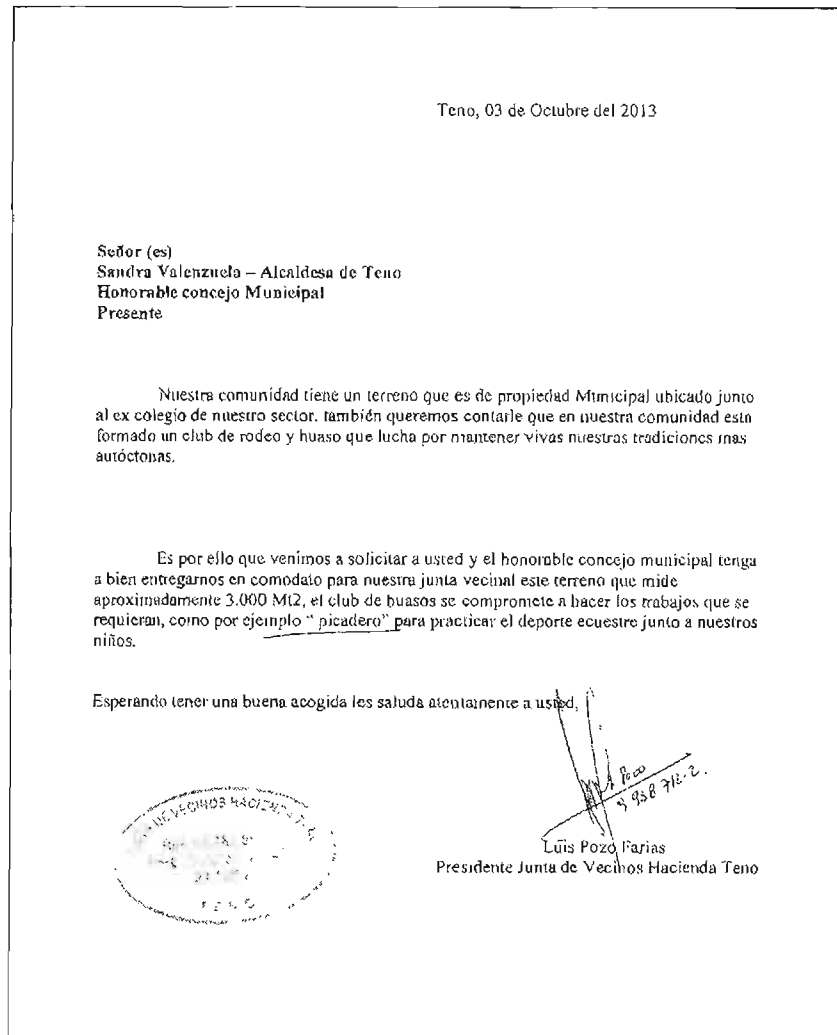 Teno, 03 de Octubre del 2013
Señor (es)
Sandra Valenzuela – Alcaldesa de Teno
Honorable concejo Municipal
Presente
Nuestra comunidad tiene un terreno que es de propiedad Municipal ubicado junto
al ex colegio de nuestro sector. también queremos contarle que en nuestra comunidad esta
formado un club de rodeo y huaso que lucha por mantener vivas nuestras tradiciones mas
autóctonas.
Es por ello que venimos a solicitar a usted y el honorable concejo municipal tenga
a bien entregarnos en comodato para nuestra junta vecinal este terreno que mide
aproximadamente 3.000 Mt2, el club de huasos se compromete a hacer los trabajos que se
requieran, como por ejemplo " picadero" para practicar el deporte ecuestre junto a nuestros
niños.
Esperando tener una buena acogida les saluda atentamente a usted,
Luis Pozo Farias
Presidente Junta de Vecinos Hacienda Teno
DE VECINOS HACIENDA
TENO